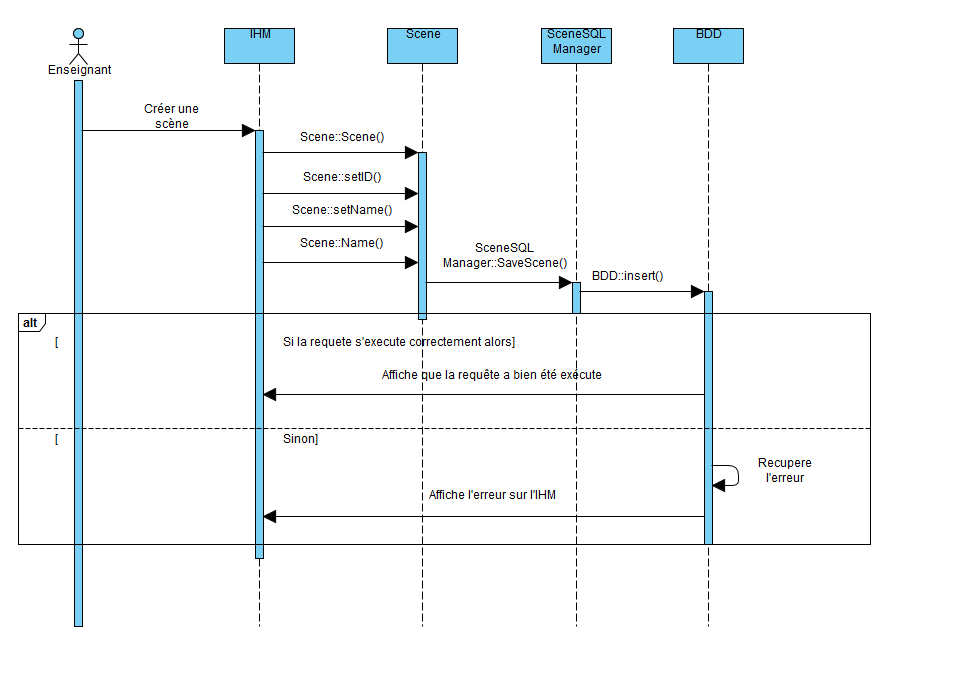 IHM
Scene
SceneSQL
Manager
BDD
Enseignant
Créer une
scène
Scene::Scene()
Scene::setID()
Scene::setName()
Scene::Name()
SceneSQL
Manager::SaveScene()
BDD::insert()
alt
[ Si la requete s'execute correctement alors]
Affiche que la requête a bien été exécute
[ Sinon]
Recupere
l'erreur
Affiche l'erreur sur l'IHM